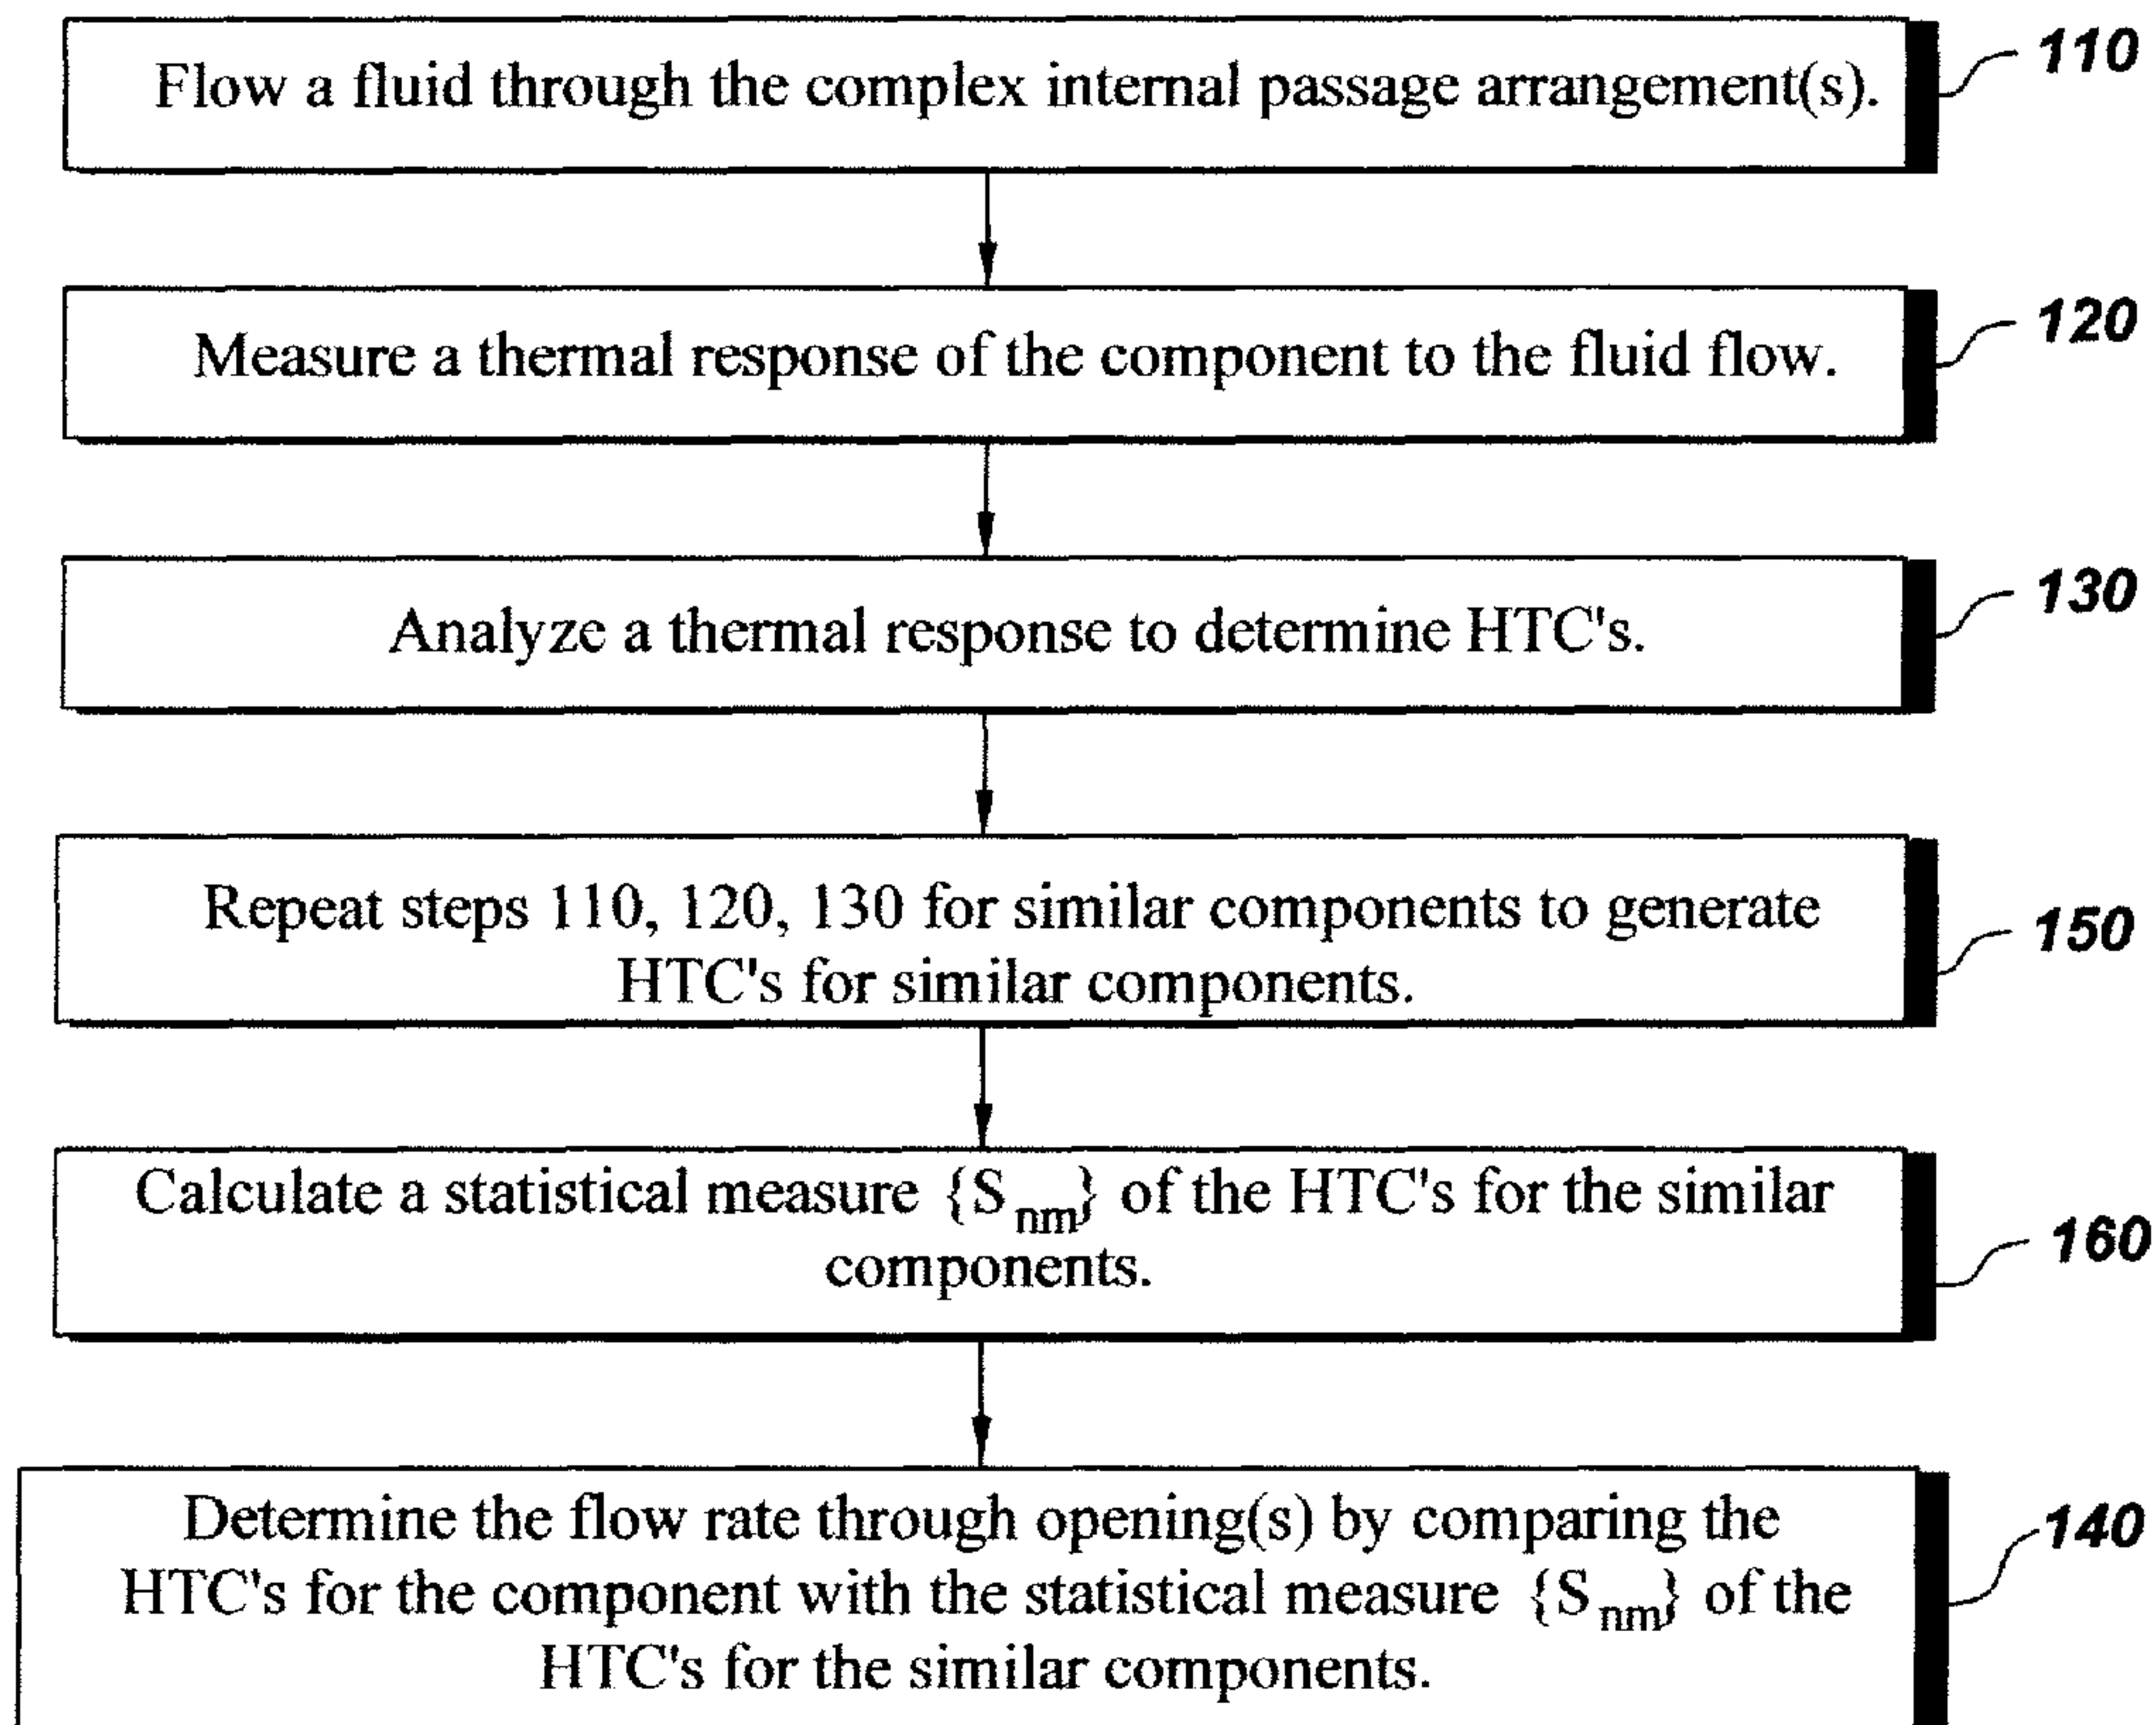 Flow a fluid through the complex internal passage arrangement(s).
110
Measure a thermal response of the component to the fluid flow.
120
Analyze a thermal response to determine HTC's.
130
Repeat steps 110, 120, 130 for similar components to generate
HTC's for similar components.
150
Calculate a statistical measure {S nm} of the HTC's for the similar
components.
160
Determine the flow rate through opening(s) by comparing the
HTC's for the component with the statistical measure {S nm} of the
HTC's for the similar components.
140